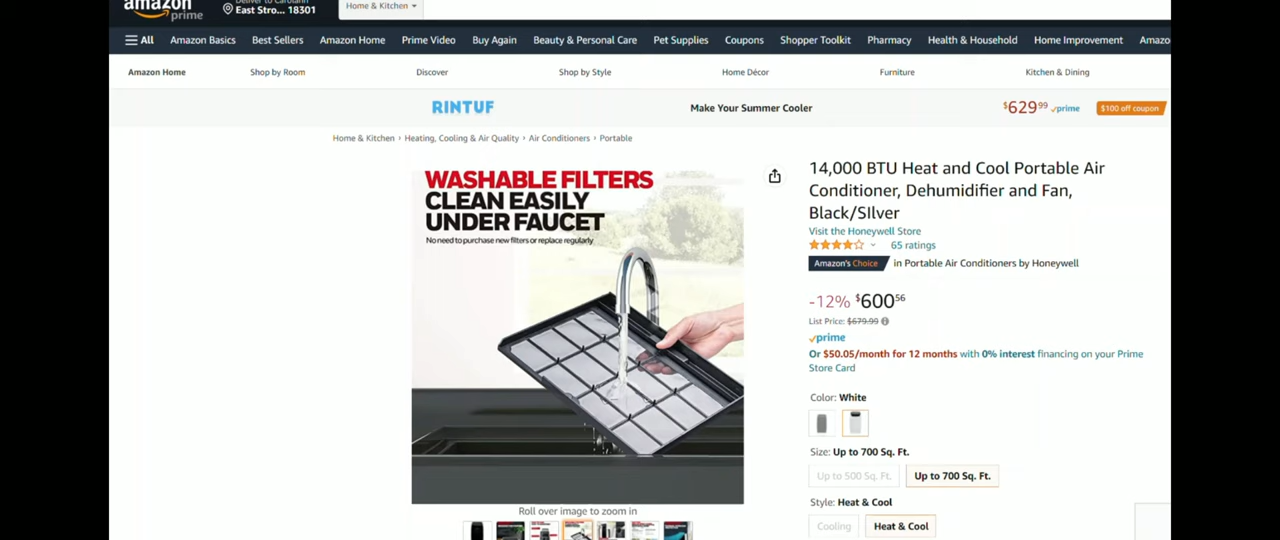 amazon
prime
Deliver to Carolann
East Stro... 18301
Home & Kitchen
All Amazon Basics Best Sellers Amazon Home Prime Video Buy Again Beauty & Personal Care Pet Supplies Coupons Shopper Toolkit Pharmacy Health & Household Home Improvement Amazo
Amazon Home Shop by Room Discover Shop by Style Home Décor Furniture Kitchen & Dining
RINTUF Make Your Summer Cooler $629.99 prime $100 off coupon
Home & Kitchen › Heating, Cooling & Air Quality › Air Conditioners › Portable
WASHABLE FILTERS
CLEAN EASILY
UNDER FAUCET
No need to purchase new filters or replace regularly
Roll over image to zoom in
14,000 BTU Heat and Cool Portable Air
Conditioner, Dehumidifier and Fan,
Black/SIlver
Visit the Honeywell Store
65 ratings
Amazon's Choice in Portable Air Conditioners by Honeywell
-12% $600 56
List Price: $679.99
prime
Or $50.05/month for 12 months with 0% interest financing on your Prime
Store Card
Color: White
Size: Up to 700 Sq. Ft.
Up to 500 Sq. Ft. Up to 700 Sq. Ft.
Style: Heat & Cool
Cooling Heat & Cool